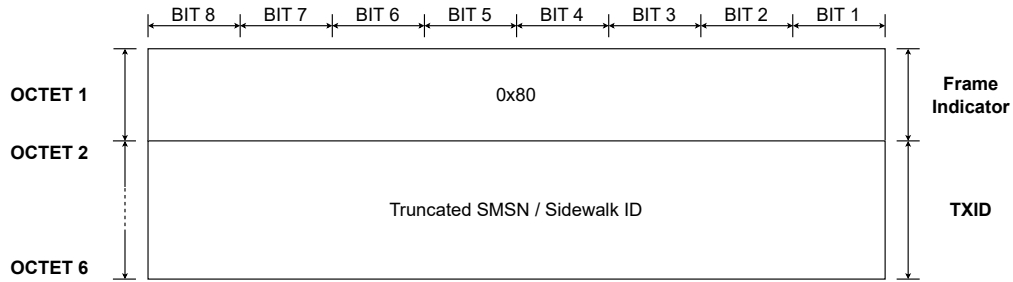 BIT 8 BIT 7 BIT 6 BIT 5 BIT 4 BIT 3 BIT 2 BIT 1
OCTET 1
0x80
Frame
Indicator
OCTET 2
Truncated SMSN / Sidewalk ID
TXID
OCTET 6